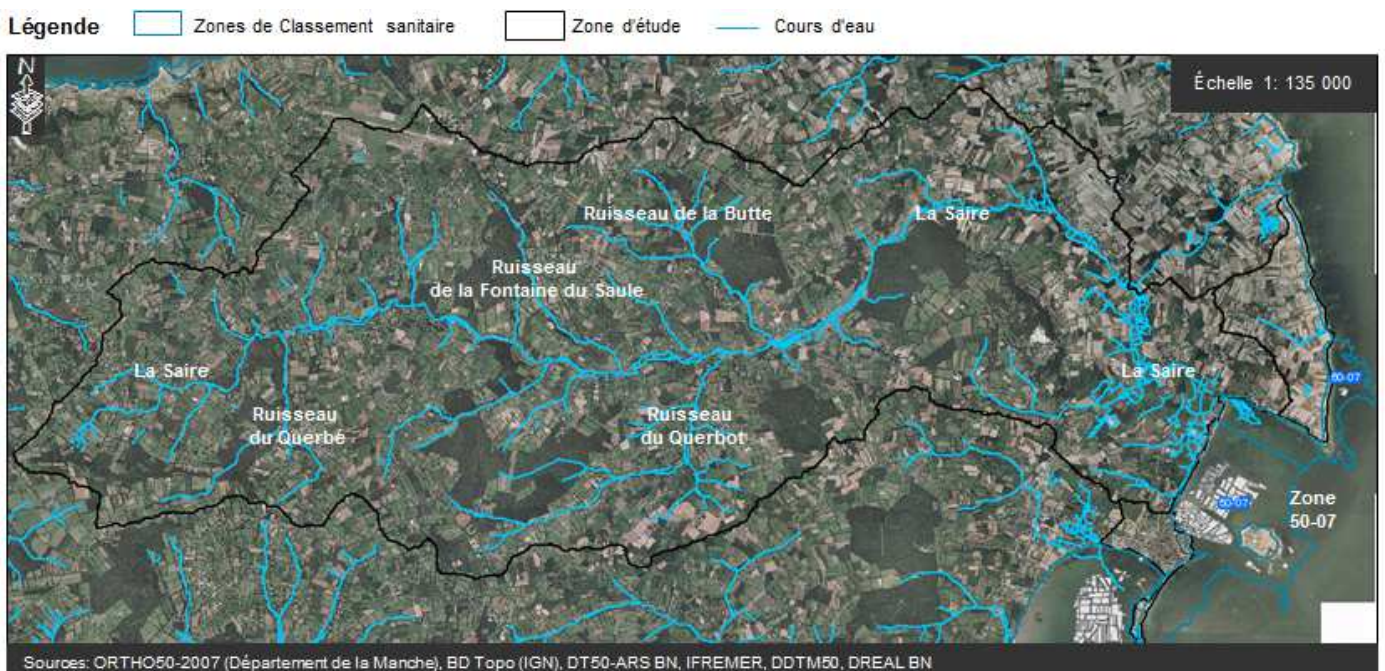 Légende Zones de Classement sanitaire Zone d'étude Cours d'eau
N
Échelle 1: 135 000
Ruisseau de la Butte
La Saire
Ruisseau
de la Fontaine du Saule
La Saire
La Saire
50-07
Ruisseau
du Querbé
Ruisseau
du Querbot
50-07
Zone
50-07
Sources: ORTHO50-2007 (Département de la Manche), BD Topo (IGN), DT50-ARS BN, IFREMER, DDTM50, DREAL BN